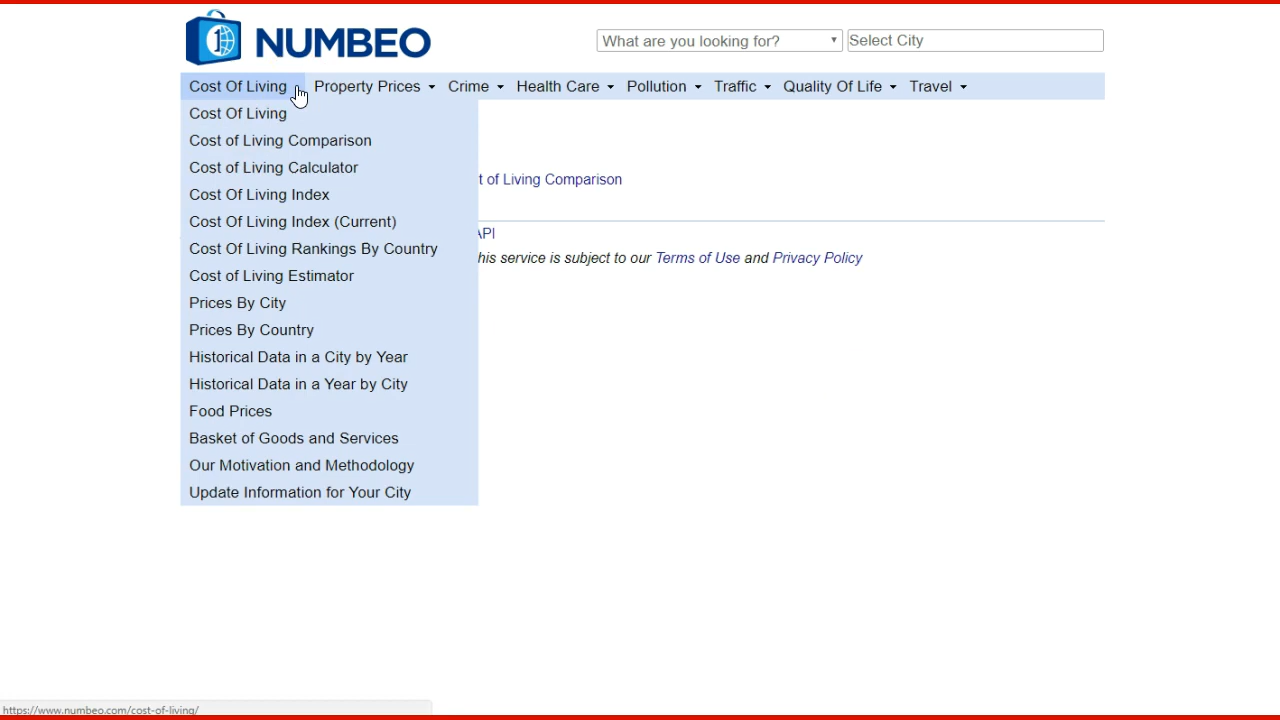 NUMBEO
What are you looking for? Select City
Cost Of Living Property Prices Crime Health Care Pollution Traffic Quality Of Life Travel
Cost Of Living
Cost of Living Comparison
Cost of Living Calculator
t of Living Comparison
Cost Of Living Index
Cost Of Living Index (Current)
API
Cost Of Living Rankings By Country
his service is subject to our Terms of Use and Privacy Policy
Cost of Living Estimator
Prices By City
Prices By Country
Historical Data in a City by Year
Historical Data in a Year by City
Food Prices
Basket of Goods and Services
Our Motivation and Methodology
Update Information for Your City
https://www.numbeo.com/cost-of-living/